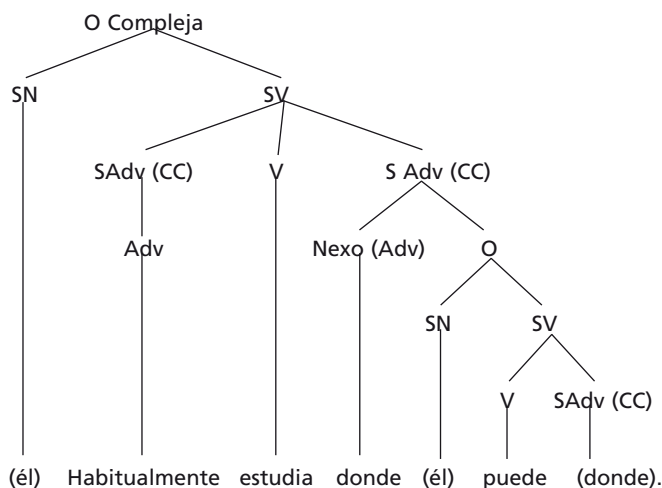 O Compleja
SN SV
SAdv (CC) V S Adv (CC)
Adv Nexo (Adv) O
SN SV
V SAdv (CC)
(él) Habitualmente estudia donde (él) puede (donde).